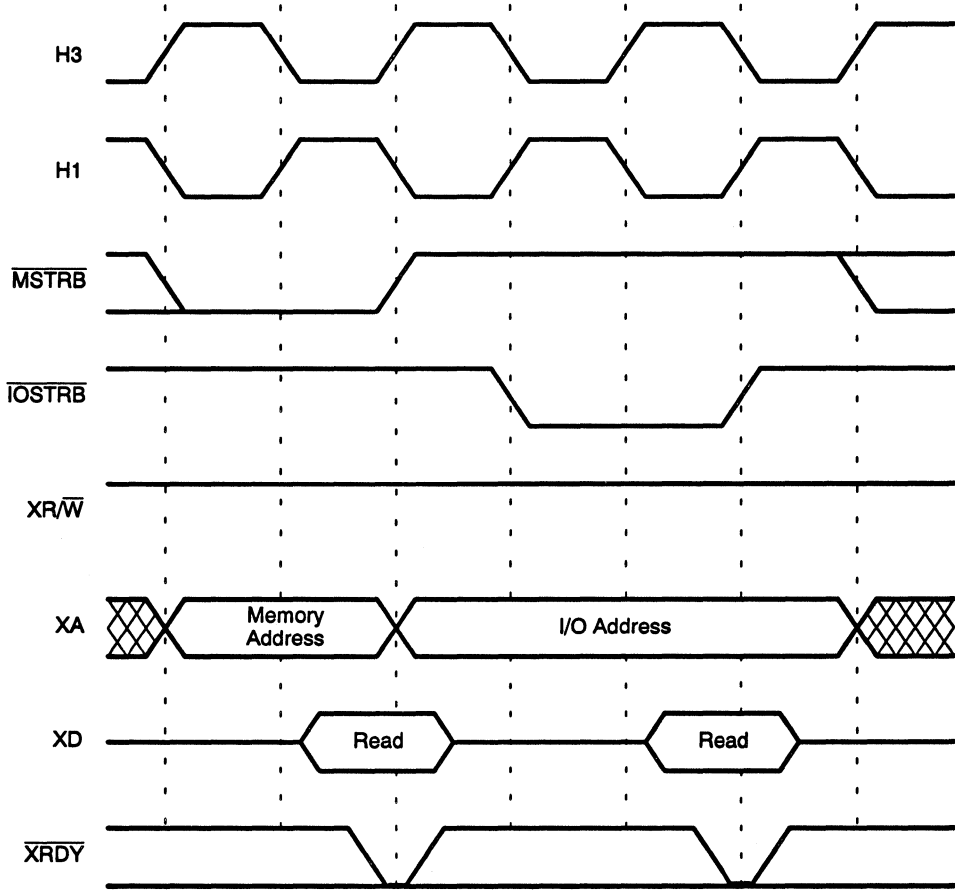 H3
H1
MSTRB
IOSTRB
XR/W
XA
Memory
Address
I/O Address
XD
Read
Read
XRDY